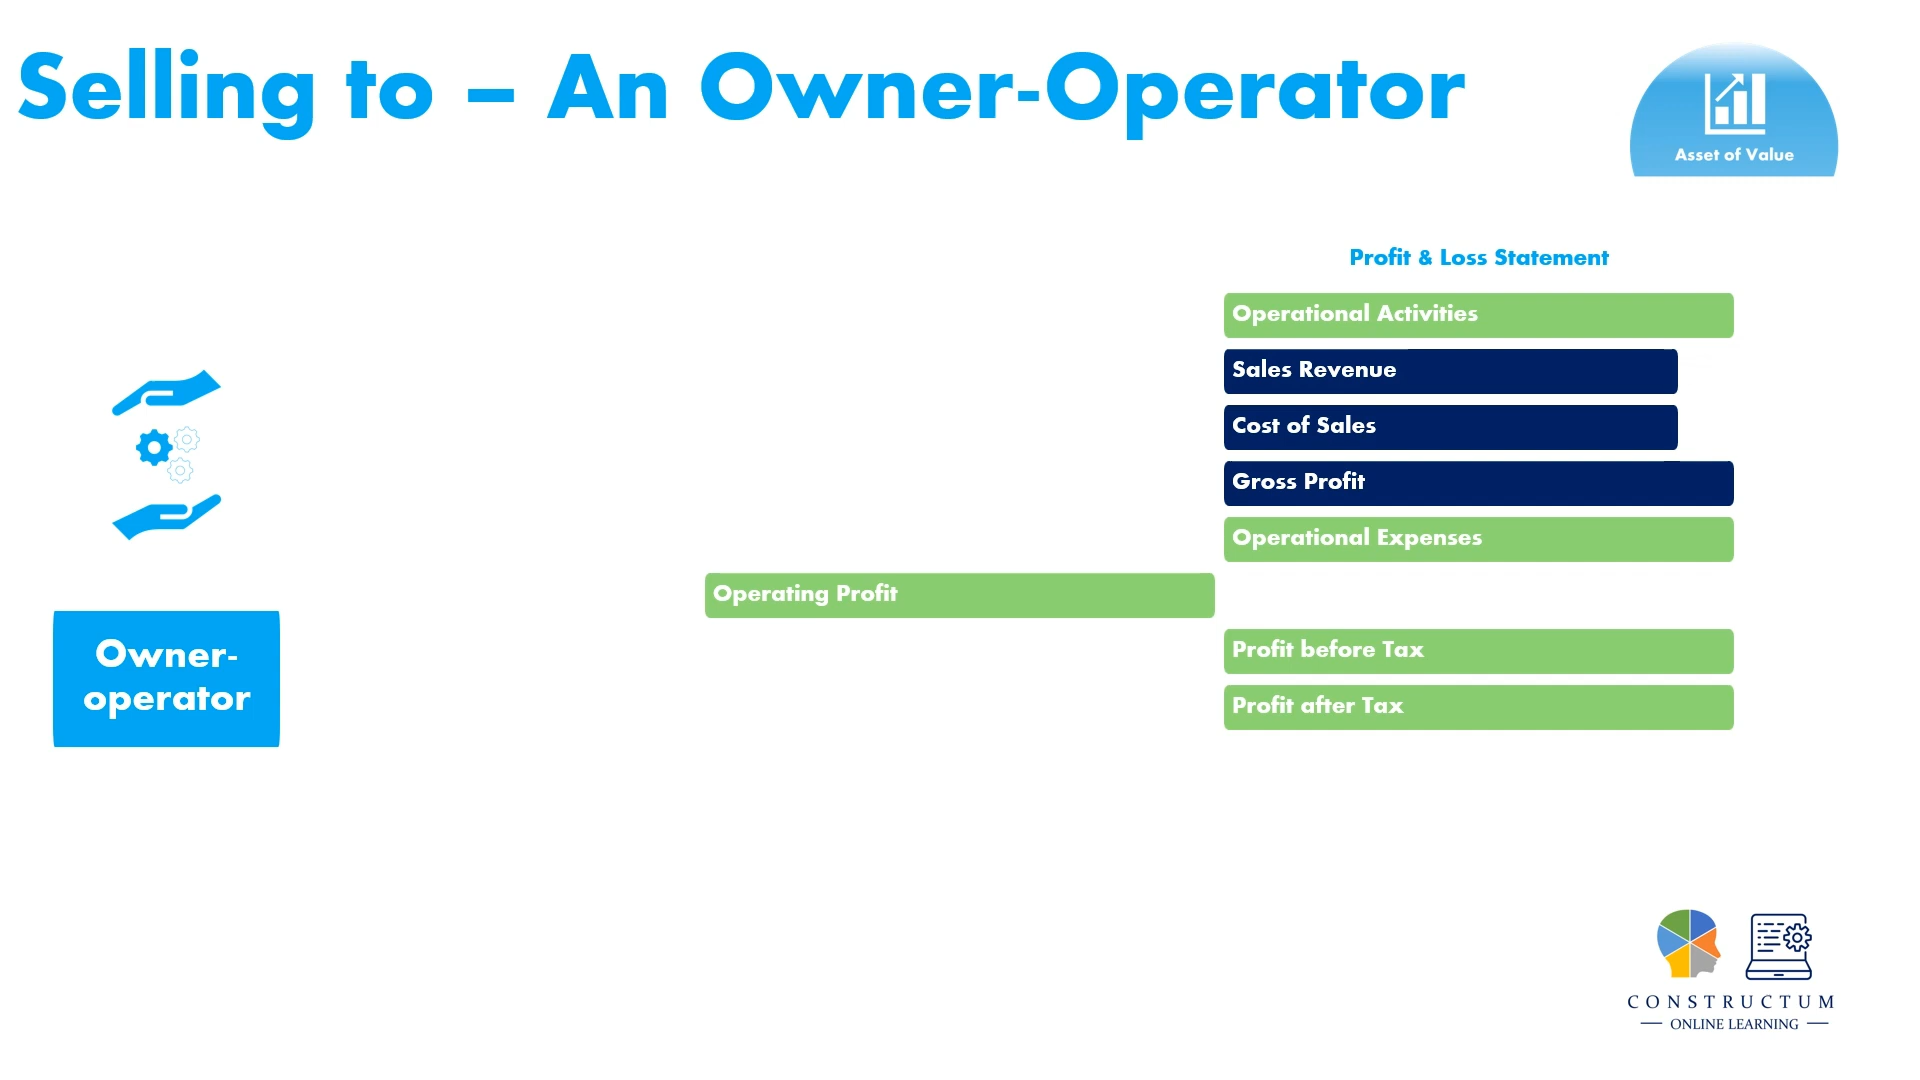 Selling to – An Owner-Operator
Asset of Value
Profit & Loss Statement
Operational Activities
Sales Revenue
Cost of Sales
Gross Profit
Operational Expenses
Operating Profit
Profit before Tax
Profit after Tax
Owner-
operator
CONSTRUCTUM
ONLINE LEARNING